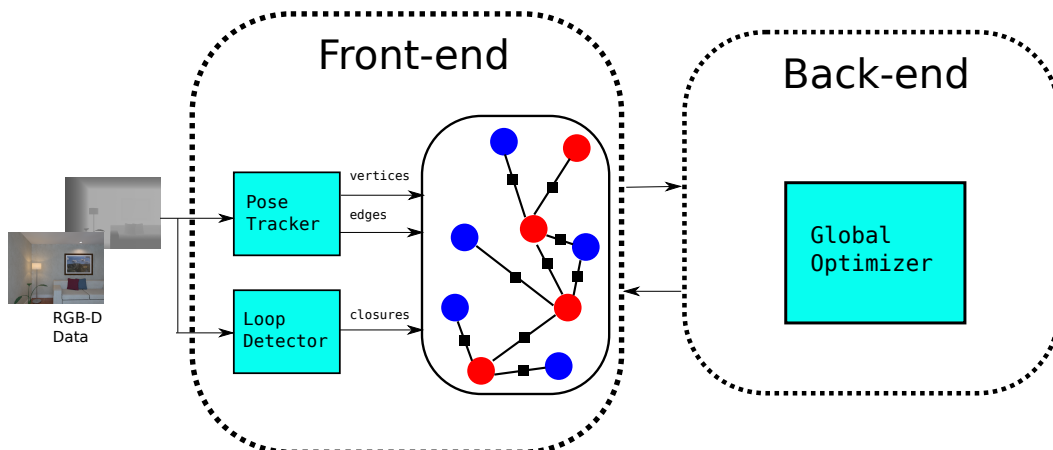 Front-end
Back-end
Pose
Tracker
vertices
edges
Global
Optimizer
RGB-D
Data
Loop
Detector
closures